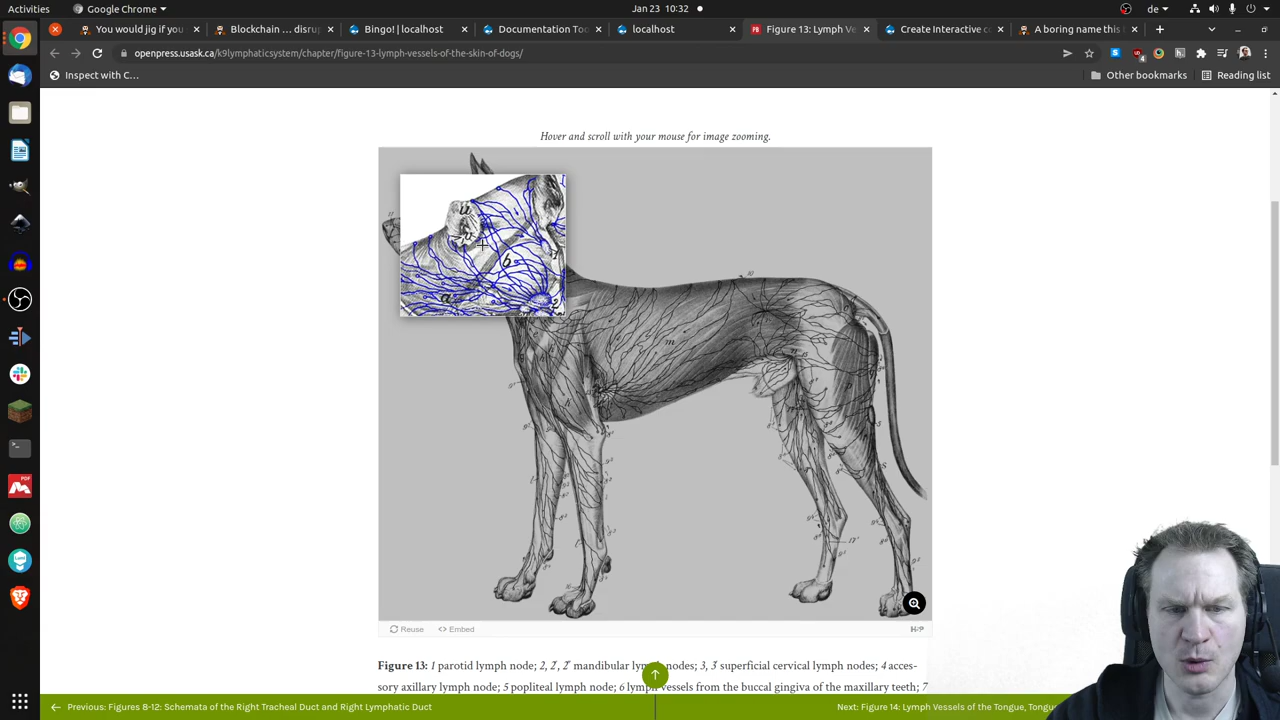 Activities
Google Chrome
Jan 23 10:32
de
You would jig if you
Blockchain … disrup
Bingo! | localhost
Documentation Too
localhost
Figure 13: Lymph Ve
Create Interactive co
A boring name this t
openpress.usask.ca/k9lymphaticsystem/chapter/figure-13-lymph-vessels-of-the-skin-of-dogs/
Inspect with C…
Other bookmarks
Reading list
Hover and scroll with your mouse for image zooming.
u
v
b
1
a
2
m
Reuse
Embed
H-P
Figure 13: 1 parotid lymph node; 2, 2', 2" mandibular lymph nodes; 3, 3' superficial cervical lymph nodes; 4 acces-
sory axillary lymph node; 5 popliteal lymph node; 6 lymph vessels from the buccal gingiva of the maxillary teeth; 7
Previous: Figures 8-12: Schemata of the Right Tracheal Duct and Right Lymphatic Duct
Next: Figure 14: Lymph Vessels of the Tongue,